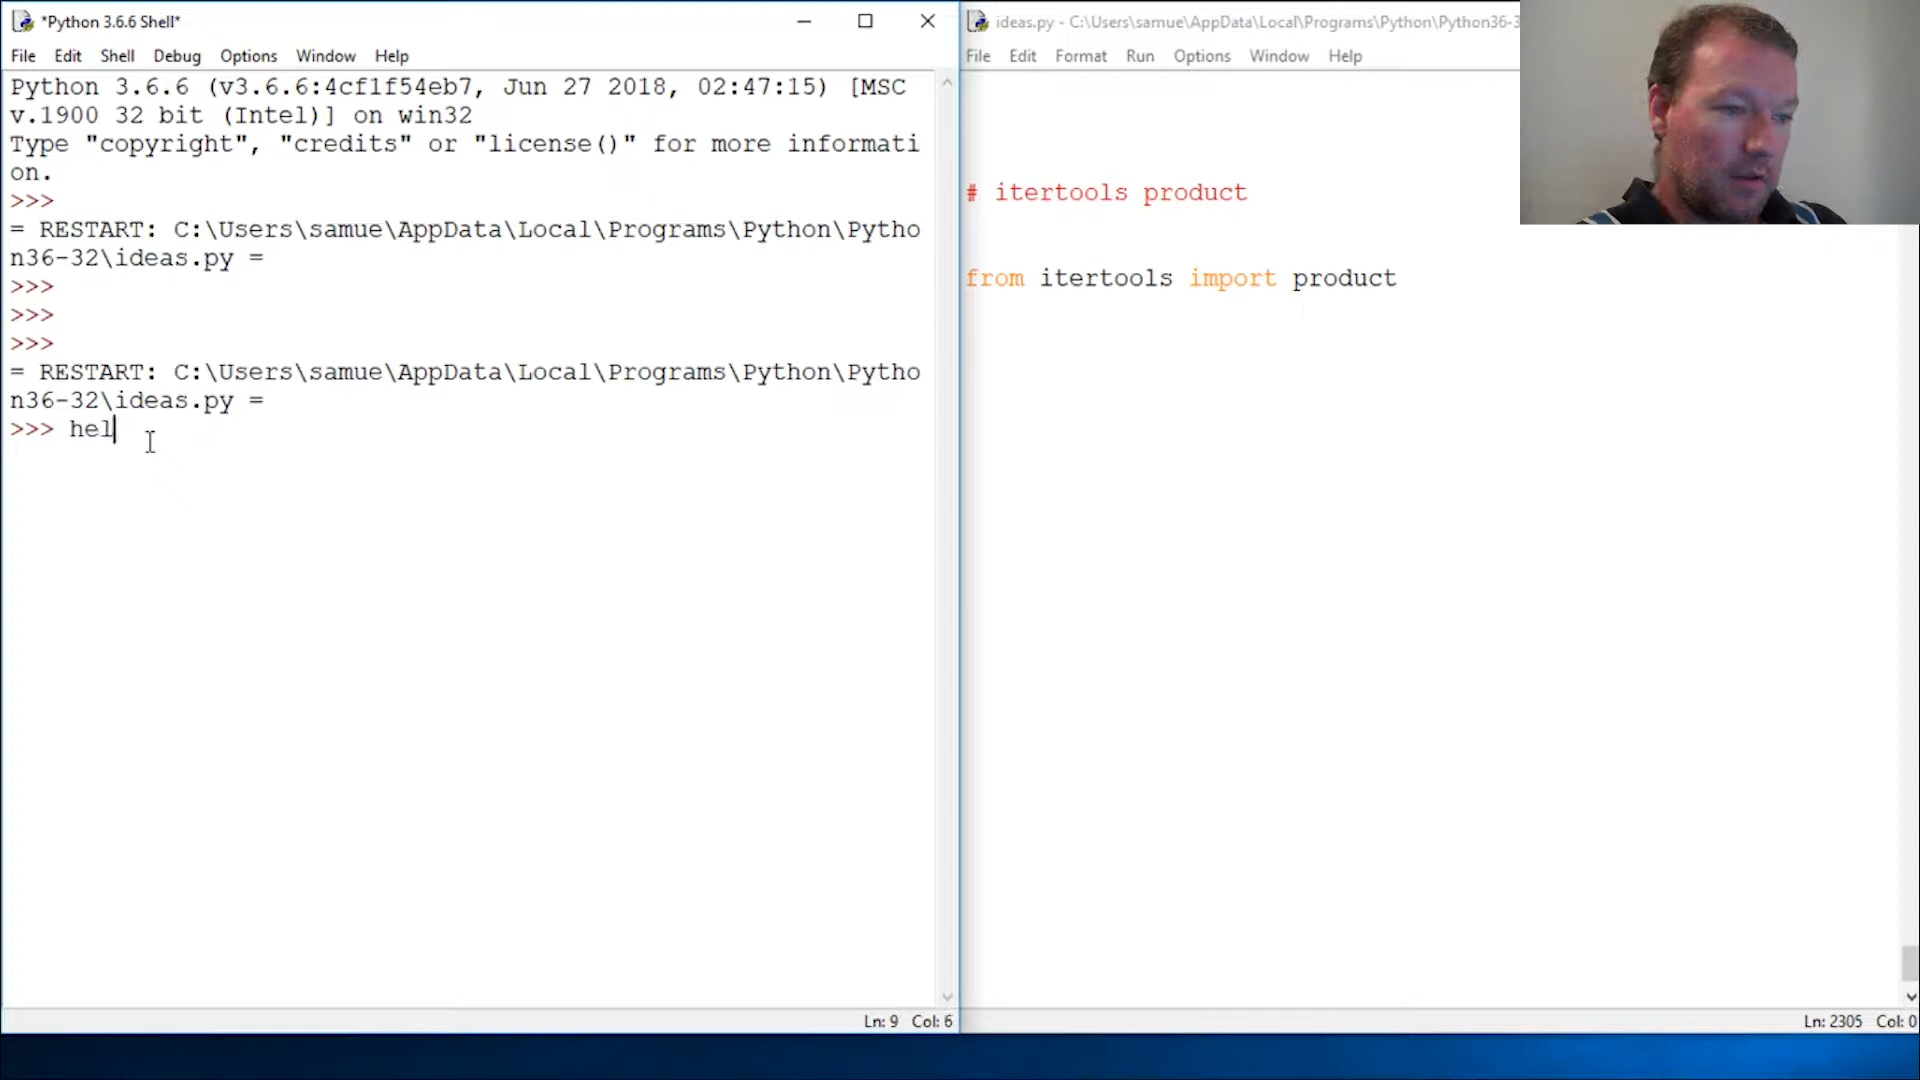 *Python 3.6.6 Shell*
File Edit Shell Debug Options Window Help
Python 3.6.6 (v3.6.6:4cf1f54eb7, Jun 27 2018, 02:47:15) [MSC
v.1900 32 bit (Intel)] on win32
Type "copyright", "credits" or "license()" for more informati
on.
>>>
= RESTART: C:\Users\samue\AppData\Local\Programs\Python\Pytho
n36-32\ideas.py =
>>>
>>>
>>>
= RESTART: C:\Users\samue\AppData\Local\Programs\Python\Pytho
n36-32\ideas.py =
>>> hel
Ln: 9 Col: 6
ideas.py - C:\Users\samue\AppData\Local\Programs\Python\Python36-3
File Edit Format Run Options Window Help
# itertools product
from itertools import product
Ln: 2305 Col: 0